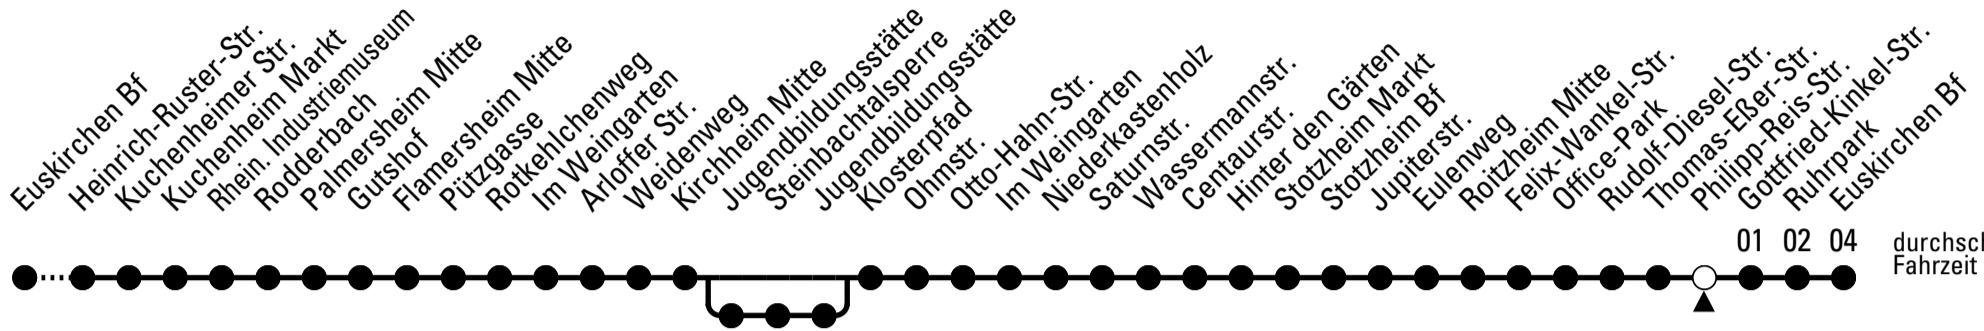 Euskirchen Bf
Heinrich-Ruster-Str.
Kuchenheimer Str.
Kuchenheim Markt
Rhein. Industriemuseum
Rodderbach
Palmersheim Mitte
Gutshof
Flamersheim Mitte
Pützgasse
Rotkehlchenweg
Im Weingarten
Arloffer Str.
Weidenweg
Kirchheim Mitte
Jugendbildungsstätte
Steinbachtalsperre
Jugendbildungsstätte
Klosterpfad
Ohmstr.
Otto-Hahn-Str.
Im Weingarten
Niederkastenholz
Saturnstr.
Wassermannstr.
Centaurstr.
Hinter den Gärten
Stotzheim Markt
Stotzheim Bf
Jupiterstr.
Eulenweg
Roitzheim Mitte
Felix-Wankel-Str.
Office-Park
Rudolf-Diesel-Str.
Thomas-Eßer-Str.
Philipp-Reis-Str.
Gottfried-Kinkel-Str.
Ruhrpark
Euskirchen Bf
01 02 04
durchscl
Fahrzeit